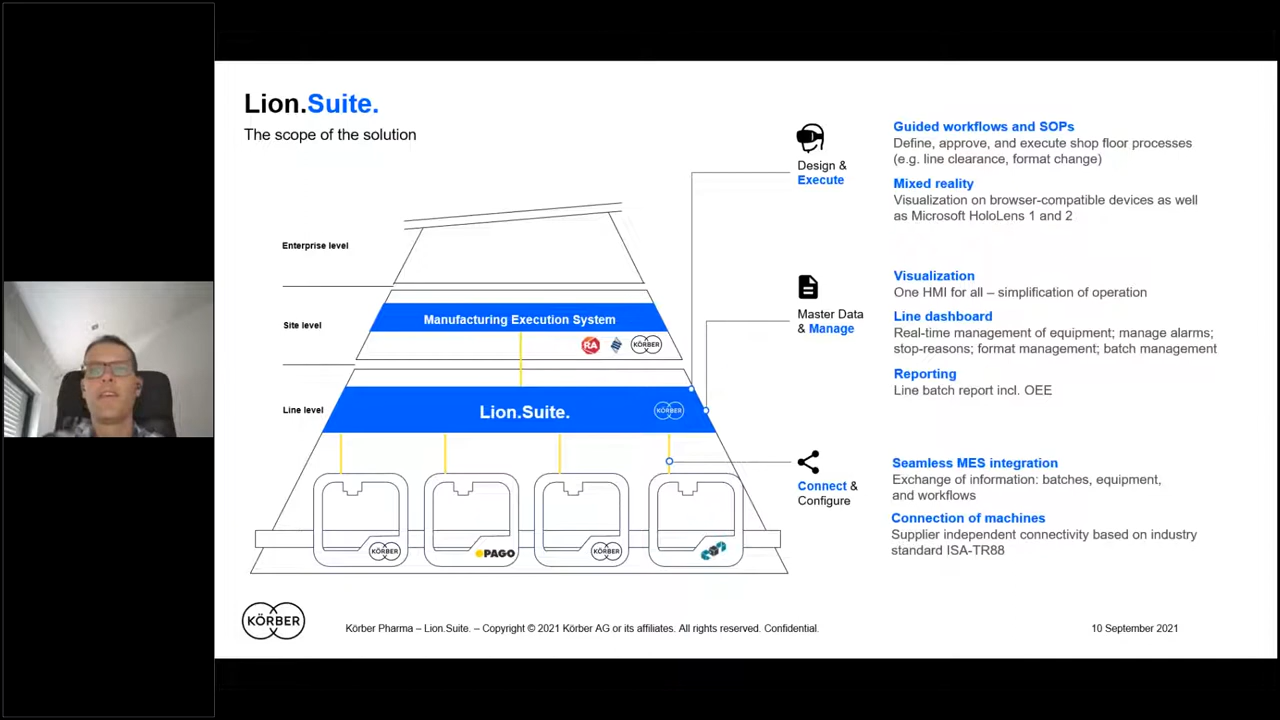 Lion.Suite.
The scope of the solution
Enterprise level
Site level
Manufacturing Execution System
RA
KÖRBER
Line level
Lion.Suite.
KÖRBER
KÖRBER
PAGO
KÖRBER
Design &
Execute
Guided workflows and SOPs
Define, approve, and execute shop floor processes
(e.g. line clearance, format change)
Mixed reality
Visualization on browser-compatible devices as well
as Microsoft HoloLens 1 and 2
Master Data
& Manage
Visualization
One HMI for all – simplification of operation
Line dashboard
Real-time management of equipment; manage alarms;
stop-reasons; format management; batch management
Reporting
Line batch report incl. OEE
Connect &
Configure
Seamless MES integration
Exchange of information: batches, equipment,
and workflows
Connection of machines
Supplier independent connectivity based on industry
standard ISA-TR88
KÖRBER
Körber Pharma – Lion.Suite. – Copyright © 2021 Körber AG or its affiliates. All rights reserved. Confidential.
10 September 2021